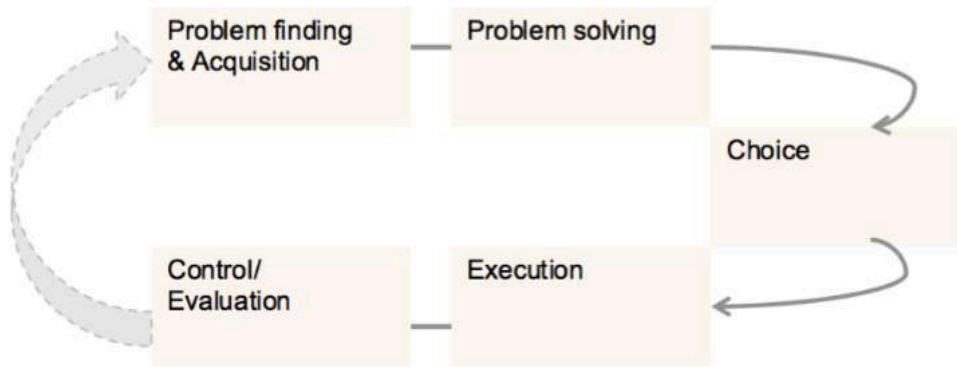 Problem finding
& Acquisition
Problem solving
Choice
Execution
Control/
Evaluation